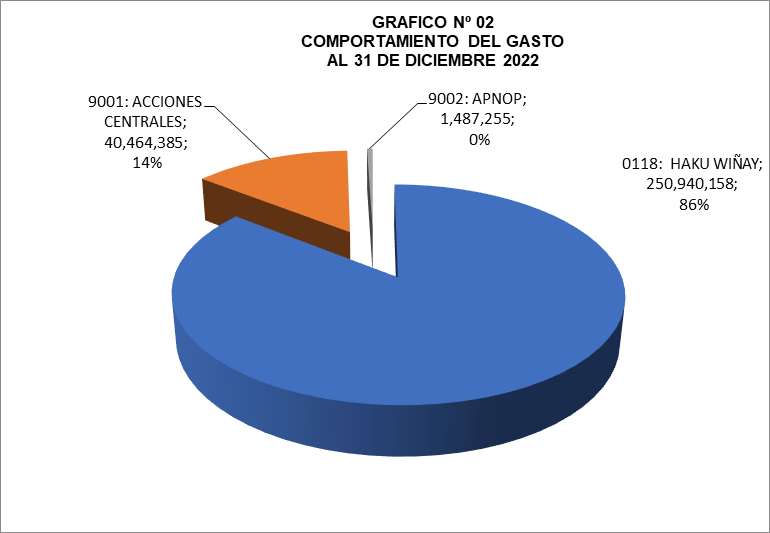 GRAFICO Nº 02
COMPORTAMIENTO DEL GASTO
AL 31 DE DICIEMBRE 2022
9001: ACCIONES
CENTRALES;
40,464,385;
14%
9002: APNOP;
1,487,255;
0%
0118: HAKU WIÑAY;
250,940,158;
86%